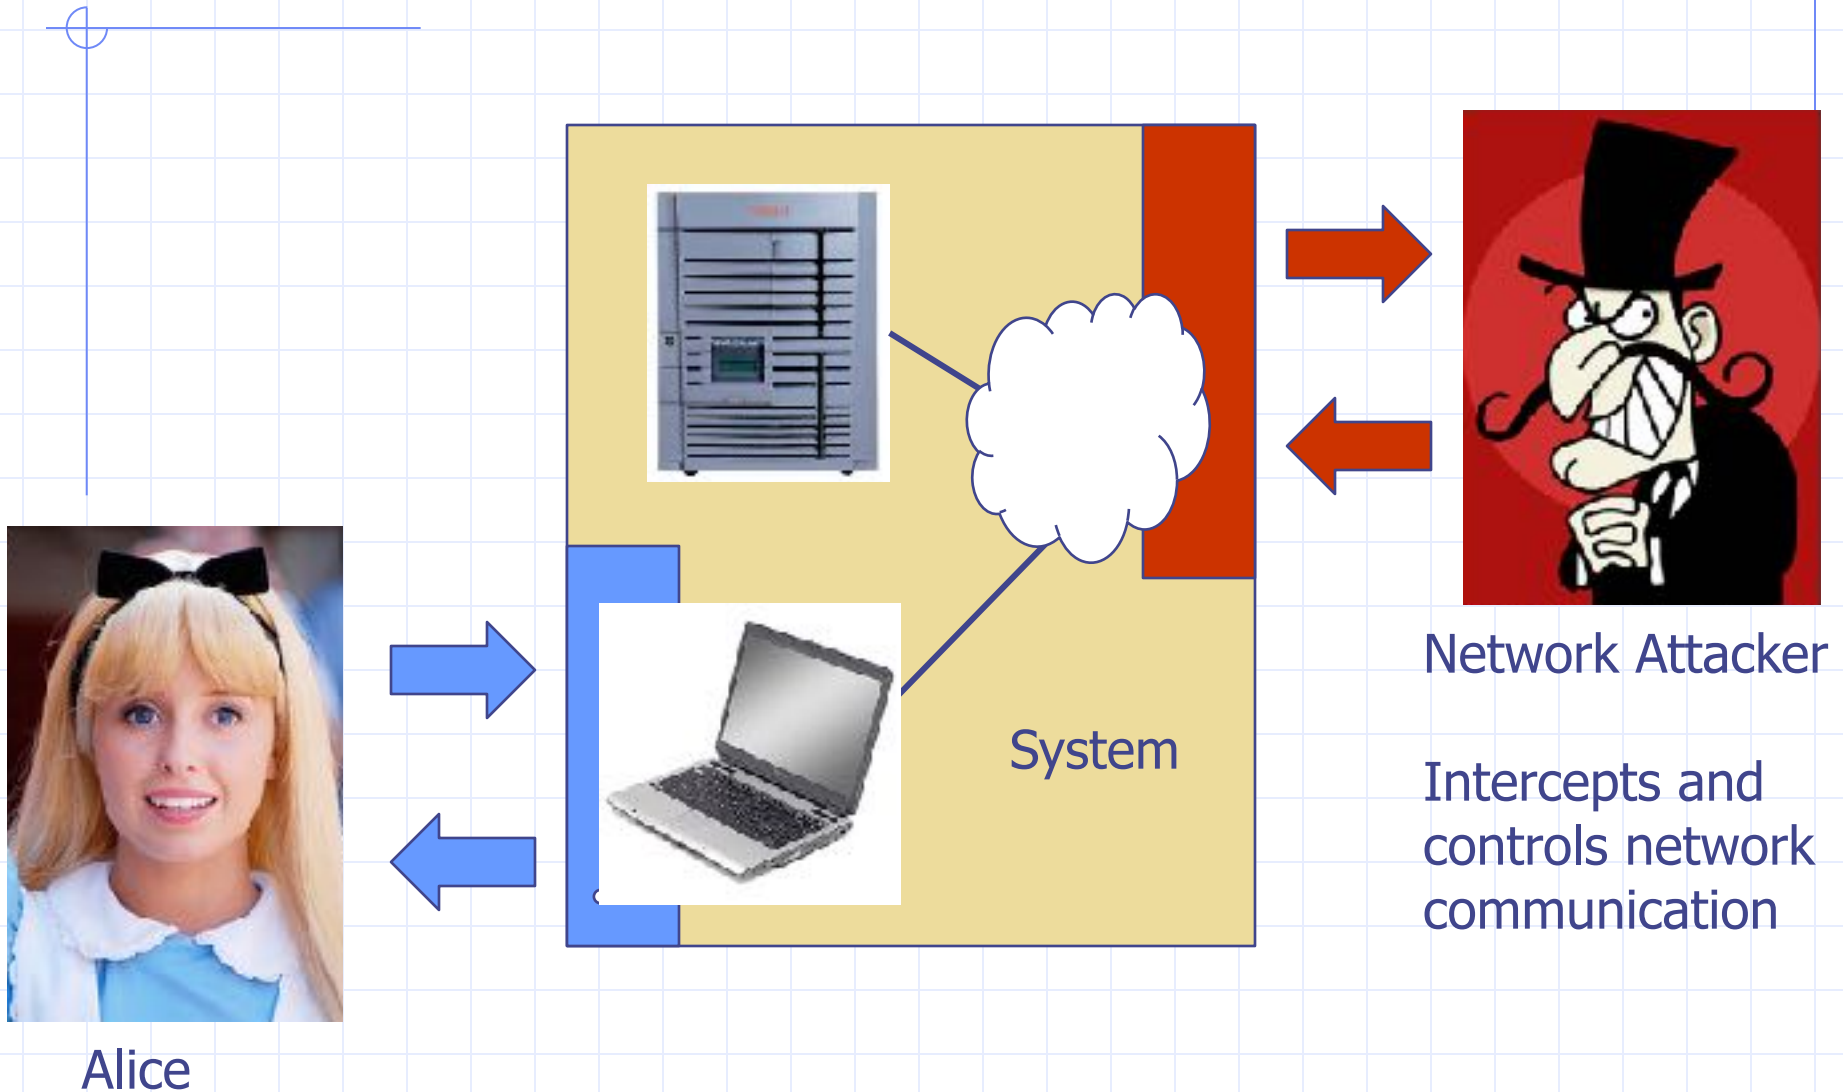 System
Network Attacker
Intercepts and
controls network
communication
Alice